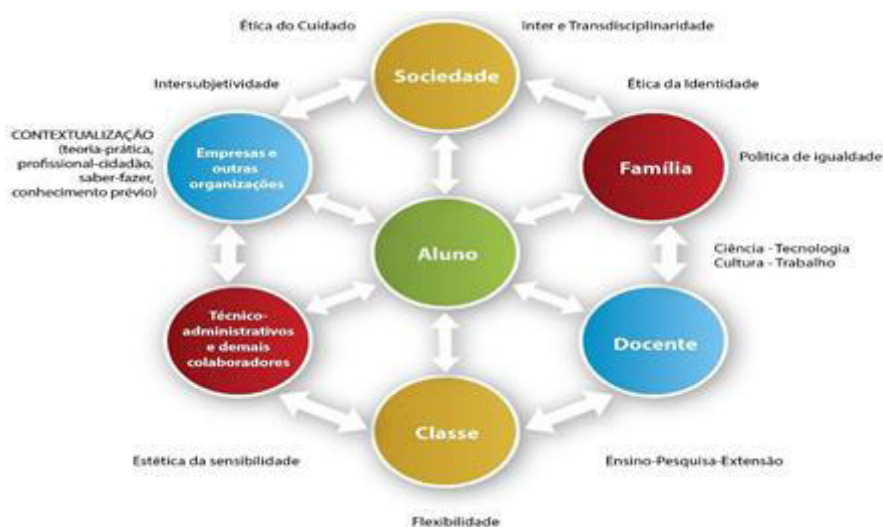 Ética do Cuidado
Inter e Transdisciplinaridade
Sociedade
Intersubjetividade
Ética da Identidade
CONTEXTUALIZAÇÃO
(teoria-prática,
profissional-cidadão,
saber-fazer,
conhecimento prévio)
Empresas e
outras
organizações
Família
Política de igualdade
Aluno
Ciência - Tecnologia
Cultura - Trabalho
Técnico-
administrativos
e demais
colaboradores
Docente
Classe
Estética da sensibilidade
Ensino-Pesquisa-Extensão
Flexibilidade